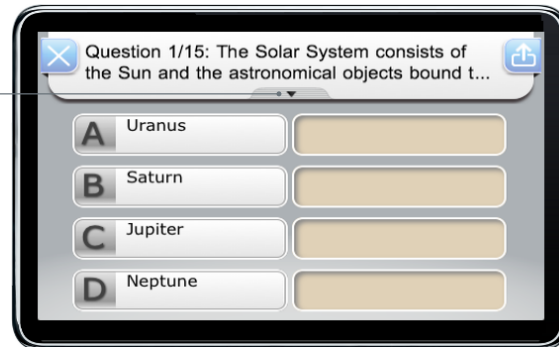 Question 1/15: The Solar System consists of
the Sun and the astronomical objects bound t...
A Uranus
B Saturn
C Jupiter
D Neptune